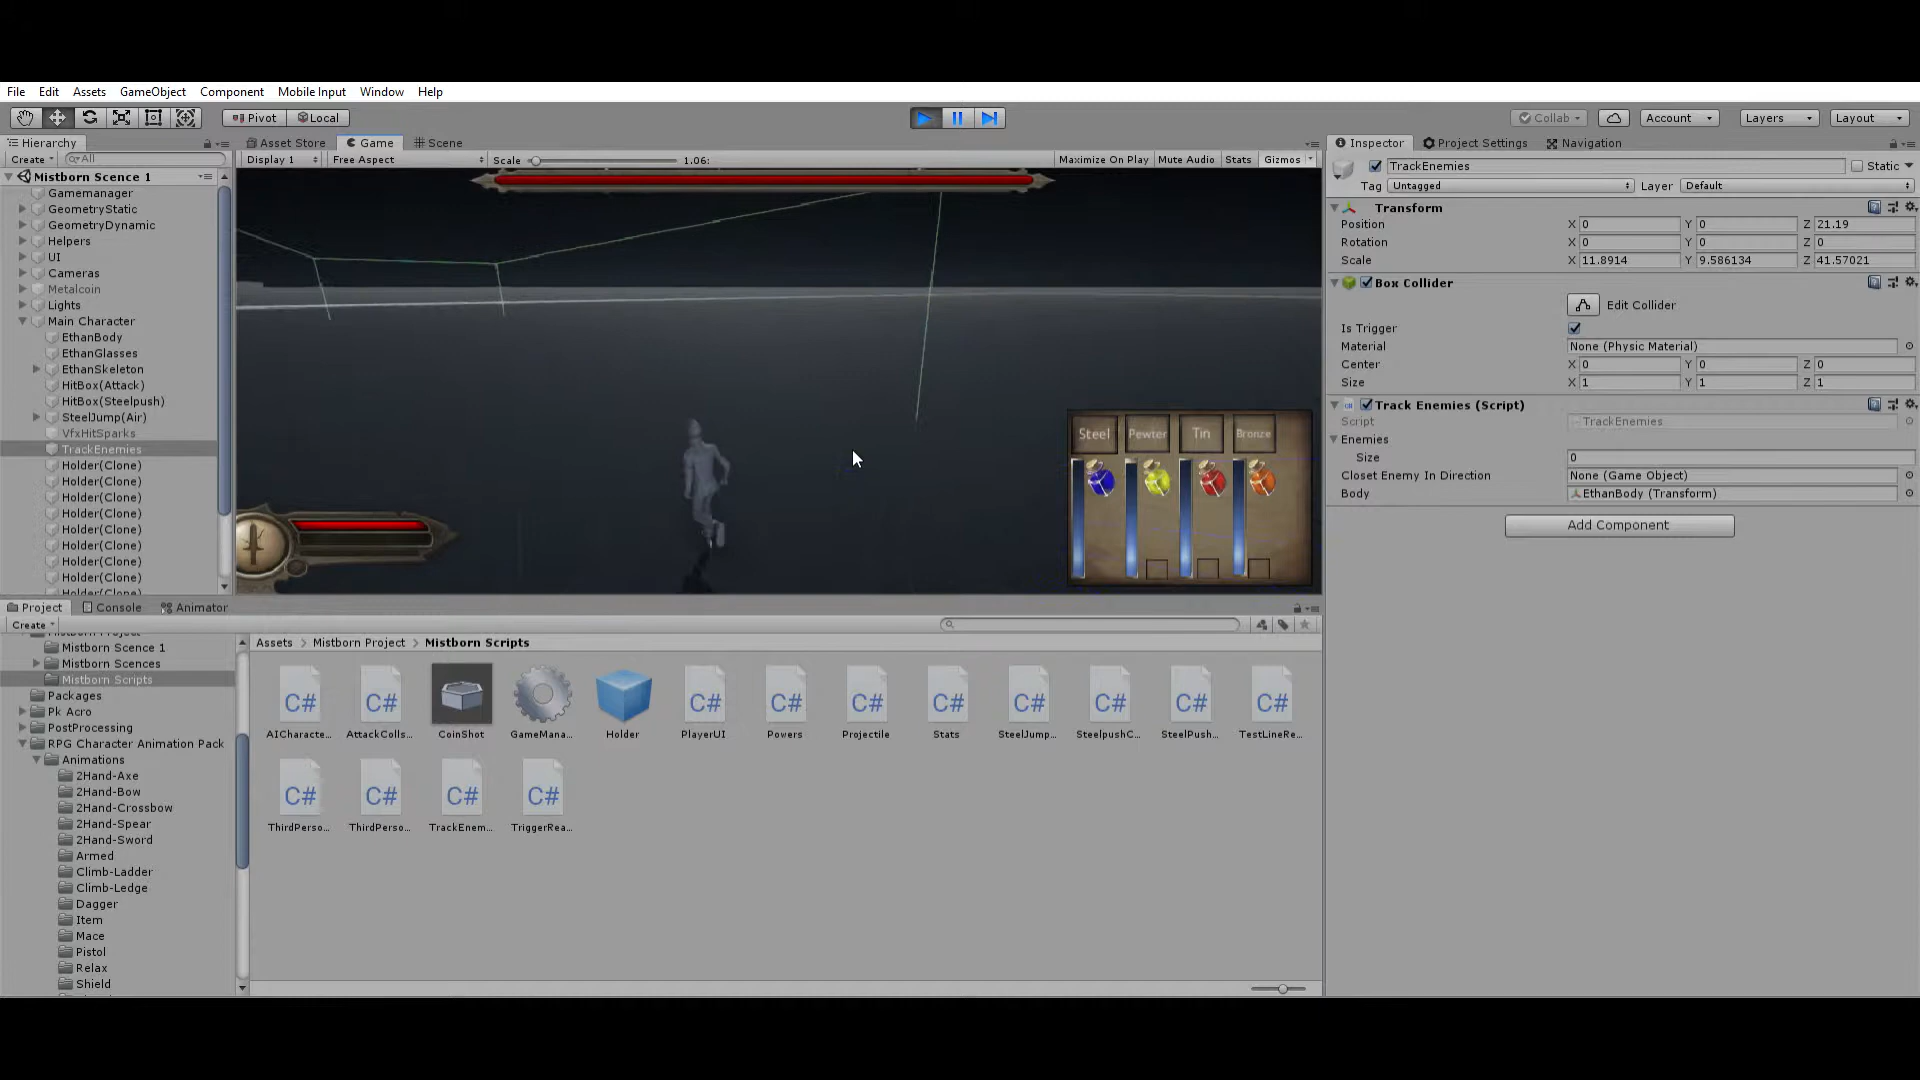 File Edit Assets GameObject Component Mobile Input Window Help
Pivot Local Collab Account Layers Layout
Hierarchy Asset Store Game Scene Inspector Project Settings Navigation
Create All Display 1 Free Aspect Scale 1.06: Maximize On Play Mute Audio Stats Gizmos
Mistborn Scence 1
Gamemanager
GeometryStatic
GeometryDynamic
Helpers
UI
Cameras
Metalcoin
Lights
Main Character
EthanBody
EthanGlasses
EthanSkeleton
HitBox(Attack)
HitBox(Steelpush)
SteelJump(Air)
VfxHitSparks
TrackEnemies
Holder(Clone)
Holder(Clone)
Holder(Clone)
Holder(Clone)
Holder(Clone)
Holder(Clone)
Holder(Clone)
Holder(Clone)
Holder(Clone)
Steel Pewter Tin Bronze
TrackEnemies Static
Tag Untagged Layer Default
Transform
Position X 0 Y 0 Z 21.19
Rotation X 0 Y 0 Z 0
Scale X 11.8914 Y 9.586134 Z 41.57021
Box Collider
Edit Collider
Is Trigger
Material None (Physic Material)
Center X 0 Y 0 Z 0
Size X 1 Y 1 Z 1
Track Enemies (Script)
Script TrackEnemies
Enemies
Size 0
Closet Enemy In Direction None (Game Object)
Body EthanBody (Transform)
Add Component
Project Console Animator
Create
Mistborn Project
Mistborn Scence 1
Mistborn Scences
Mistborn Scripts
Packages
Pk Acro
PostProcessing
RPG Character Animation Pack
Animations
2Hand-Axe
2Hand-Bow
2Hand-Crossbow
2Hand-Spear
2Hand-Sword
Armed
Climb-Ladder
Climb-Ledge
Dagger
Item
Mace
Pistol
Relax
Shield
Assets > Mistborn Project > Mistborn Scripts
C# C# C# C# C# C# C# C# C# C#
AICharacte... AttackColls... CoinShot GameMana... Holder PlayerUI Powers Projectile Stats SteelJump... SteelpushC... SteelPush... TestLineRe...
C# C# C# C#
ThirdPerso... ThirdPerso... TrackEnem... TriggerRea...